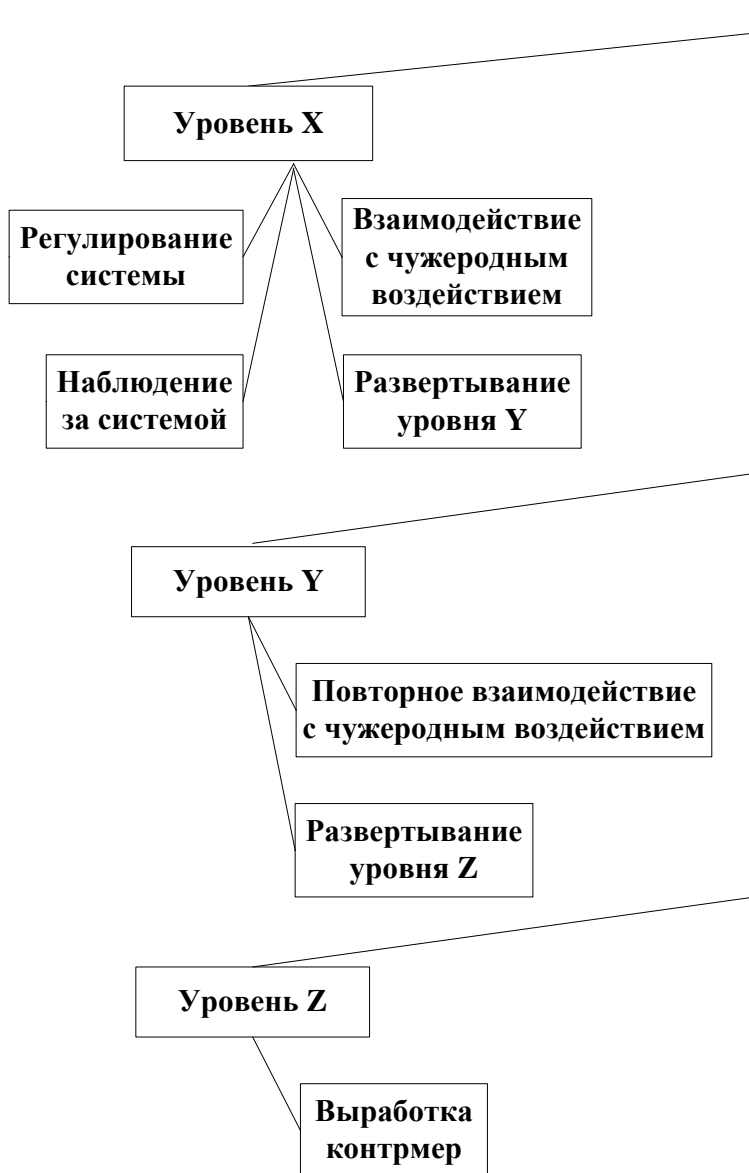 Уровень X
Регулирование
системы
Взаимодействие
с чужеродным
воздействием
Наблюдение
за системой
Развертывание
уровня Y
Уровень Y
Повторное взаимодействие
с чужеродным воздействием
Развертывание
уровня Z
Уровень Z
Выработка
контрмер